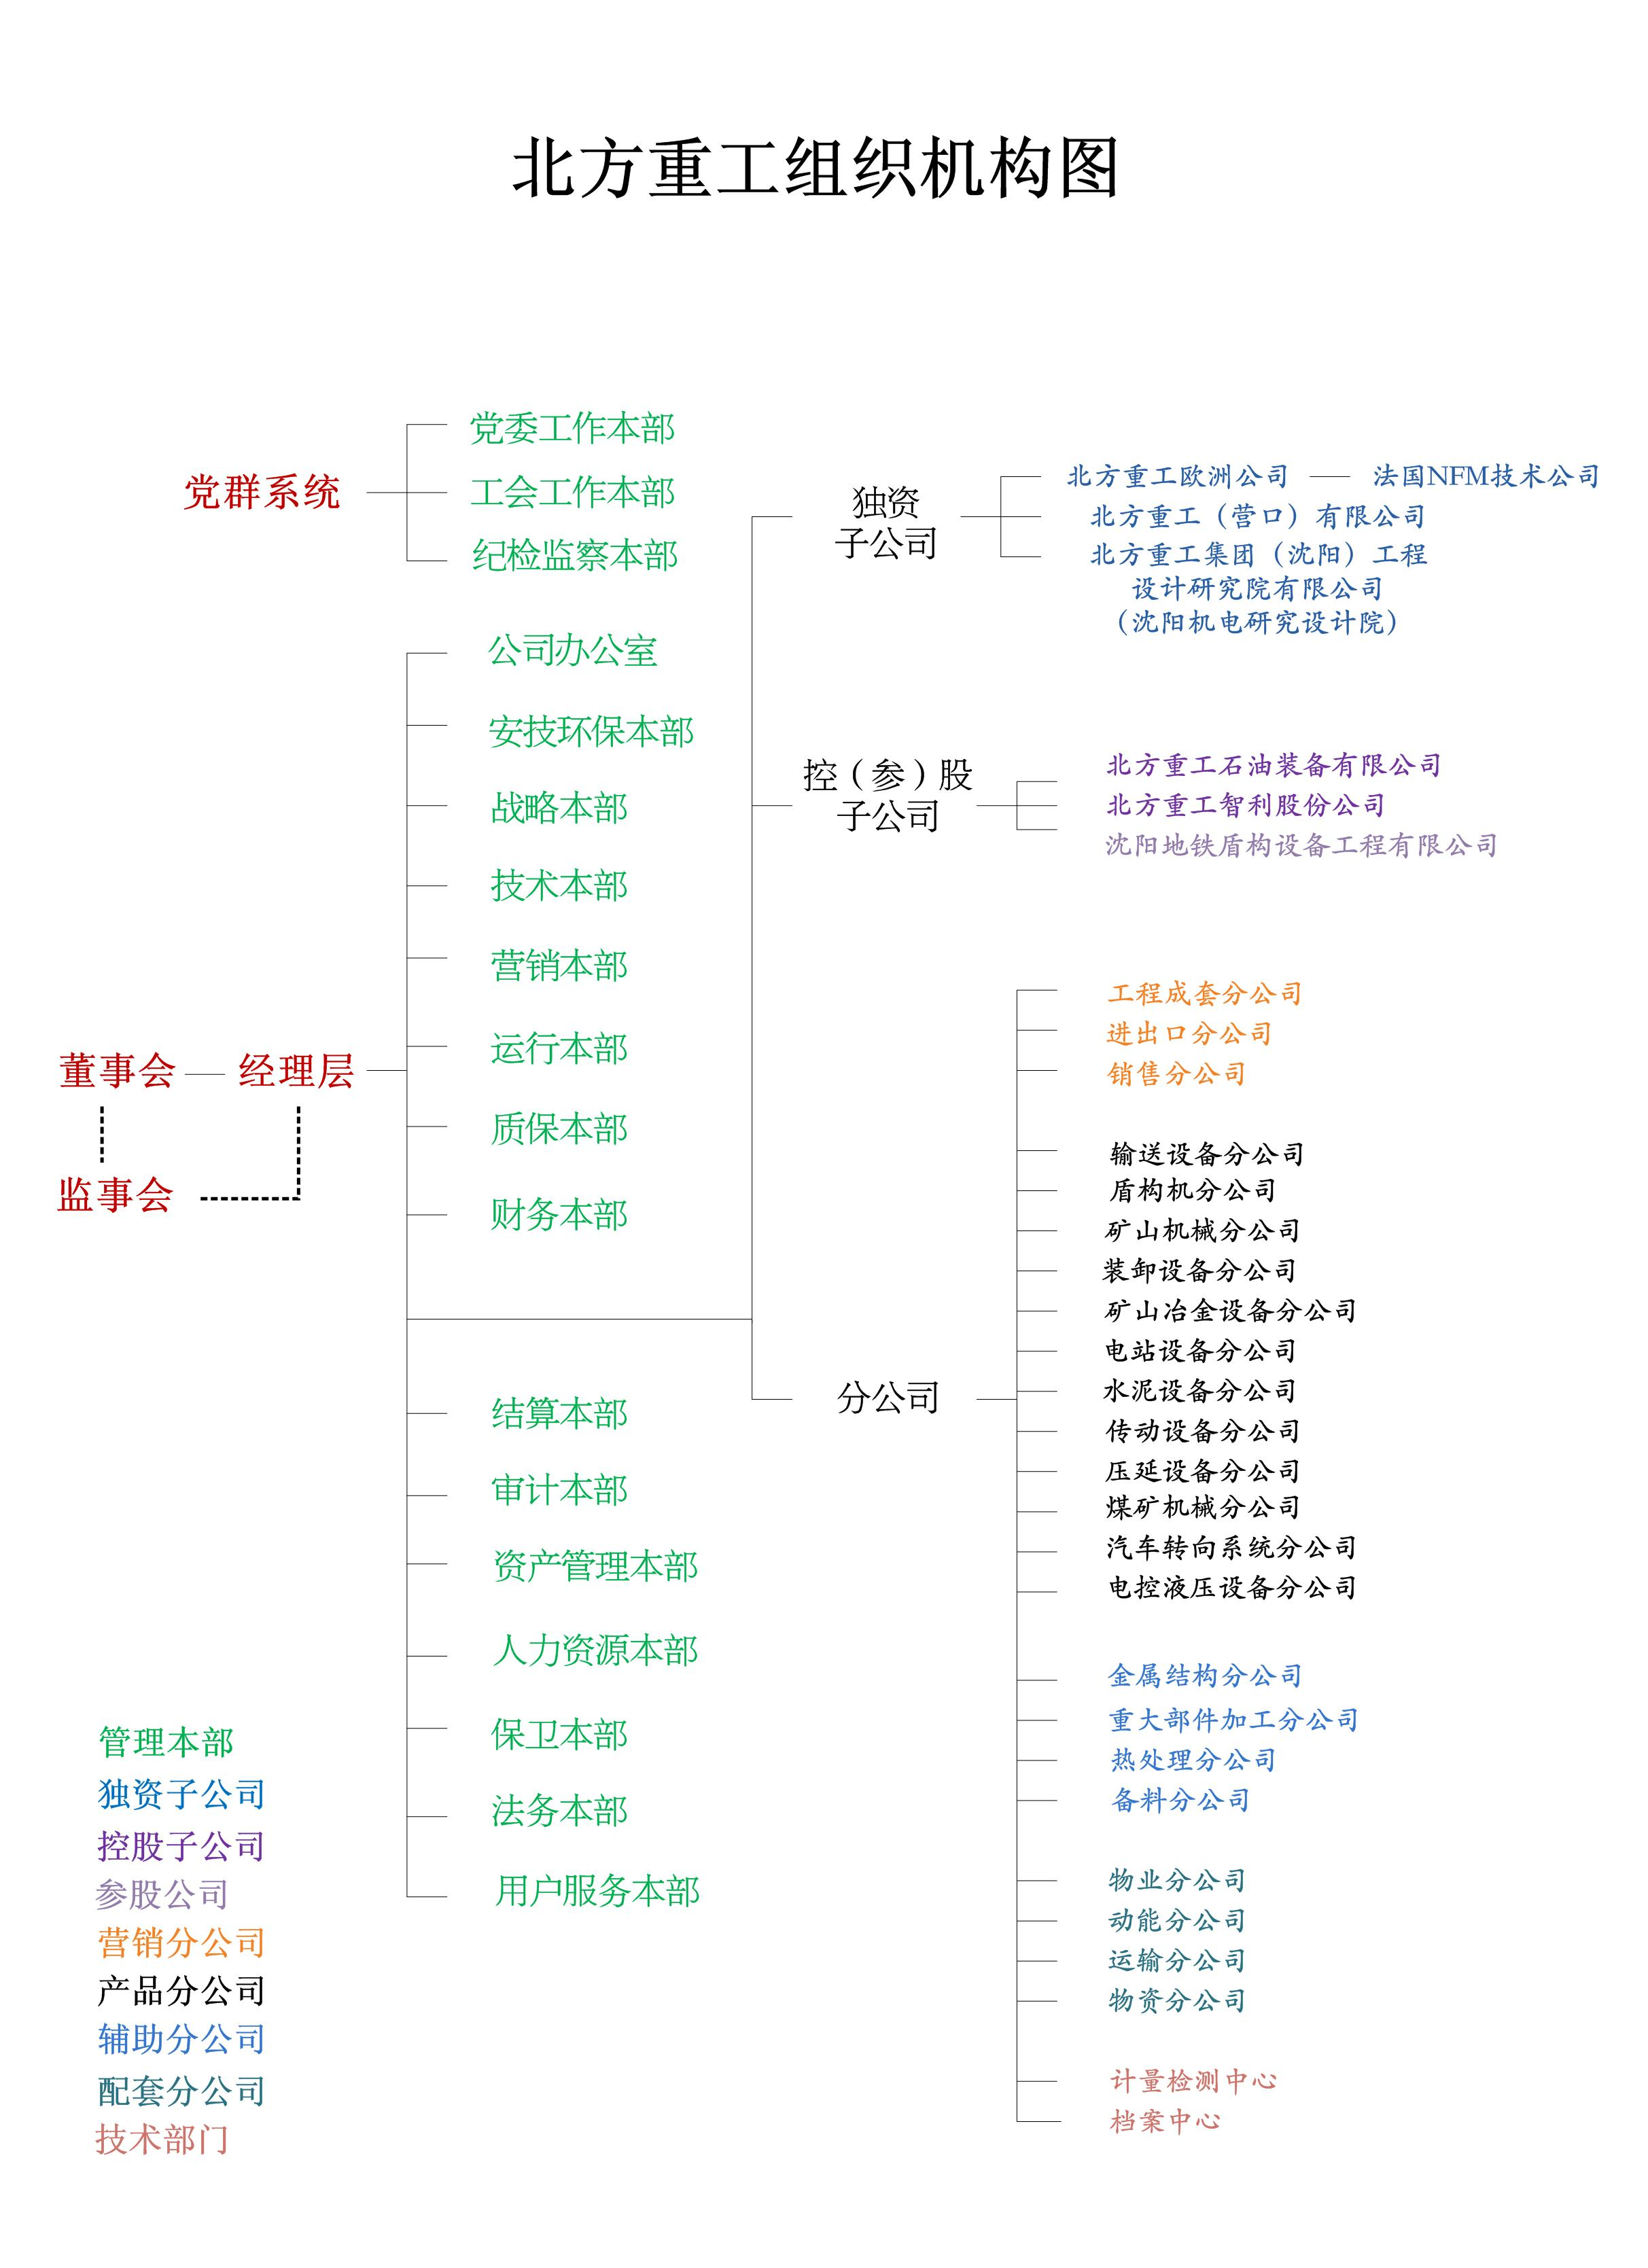 北方重工组织机构图
党群系统
党委工作本部
工会工作本部
纪检监察本部
董事会
经理层
监事会
公司办公室
安技环保本部
战略本部
技术本部
营销本部
运行本部
质保本部
财务本部
结算本部
审计本部
资产管理本部
人力资源本部
保卫本部
法务本部
用户服务本部
独资
子公司
北方重工欧洲公司
法国NFM技术公司
北方重工（营口）有限公司
北方重工集团（沈阳）工程
设计研究院有限公司
（沈阳机电研究设计院）
控（参）股
子公司
北方重工石油装备有限公司
北方重工智利股份公司
沈阳地铁盾构设备工程有限公司
分公司
工程成套分公司
进出口分公司
销售分公司
输送设备分公司
盾构机分公司
矿山机械分公司
装卸设备分公司
矿山冶金设备分公司
电站设备分公司
水泥设备分公司
传动设备分公司
压延设备分公司
煤矿机械分公司
汽车转向系统分公司
电控液压设备分公司
金属结构分公司
重大部件加工分公司
热处理分公司
备料分公司
物业分公司
动能分公司
运输分公司
物资分公司
计量检测中心
档案中心
管理本部
独资子公司
控股子公司
参股公司
营销分公司
产品分公司
辅助分公司
配套分公司
技术部门